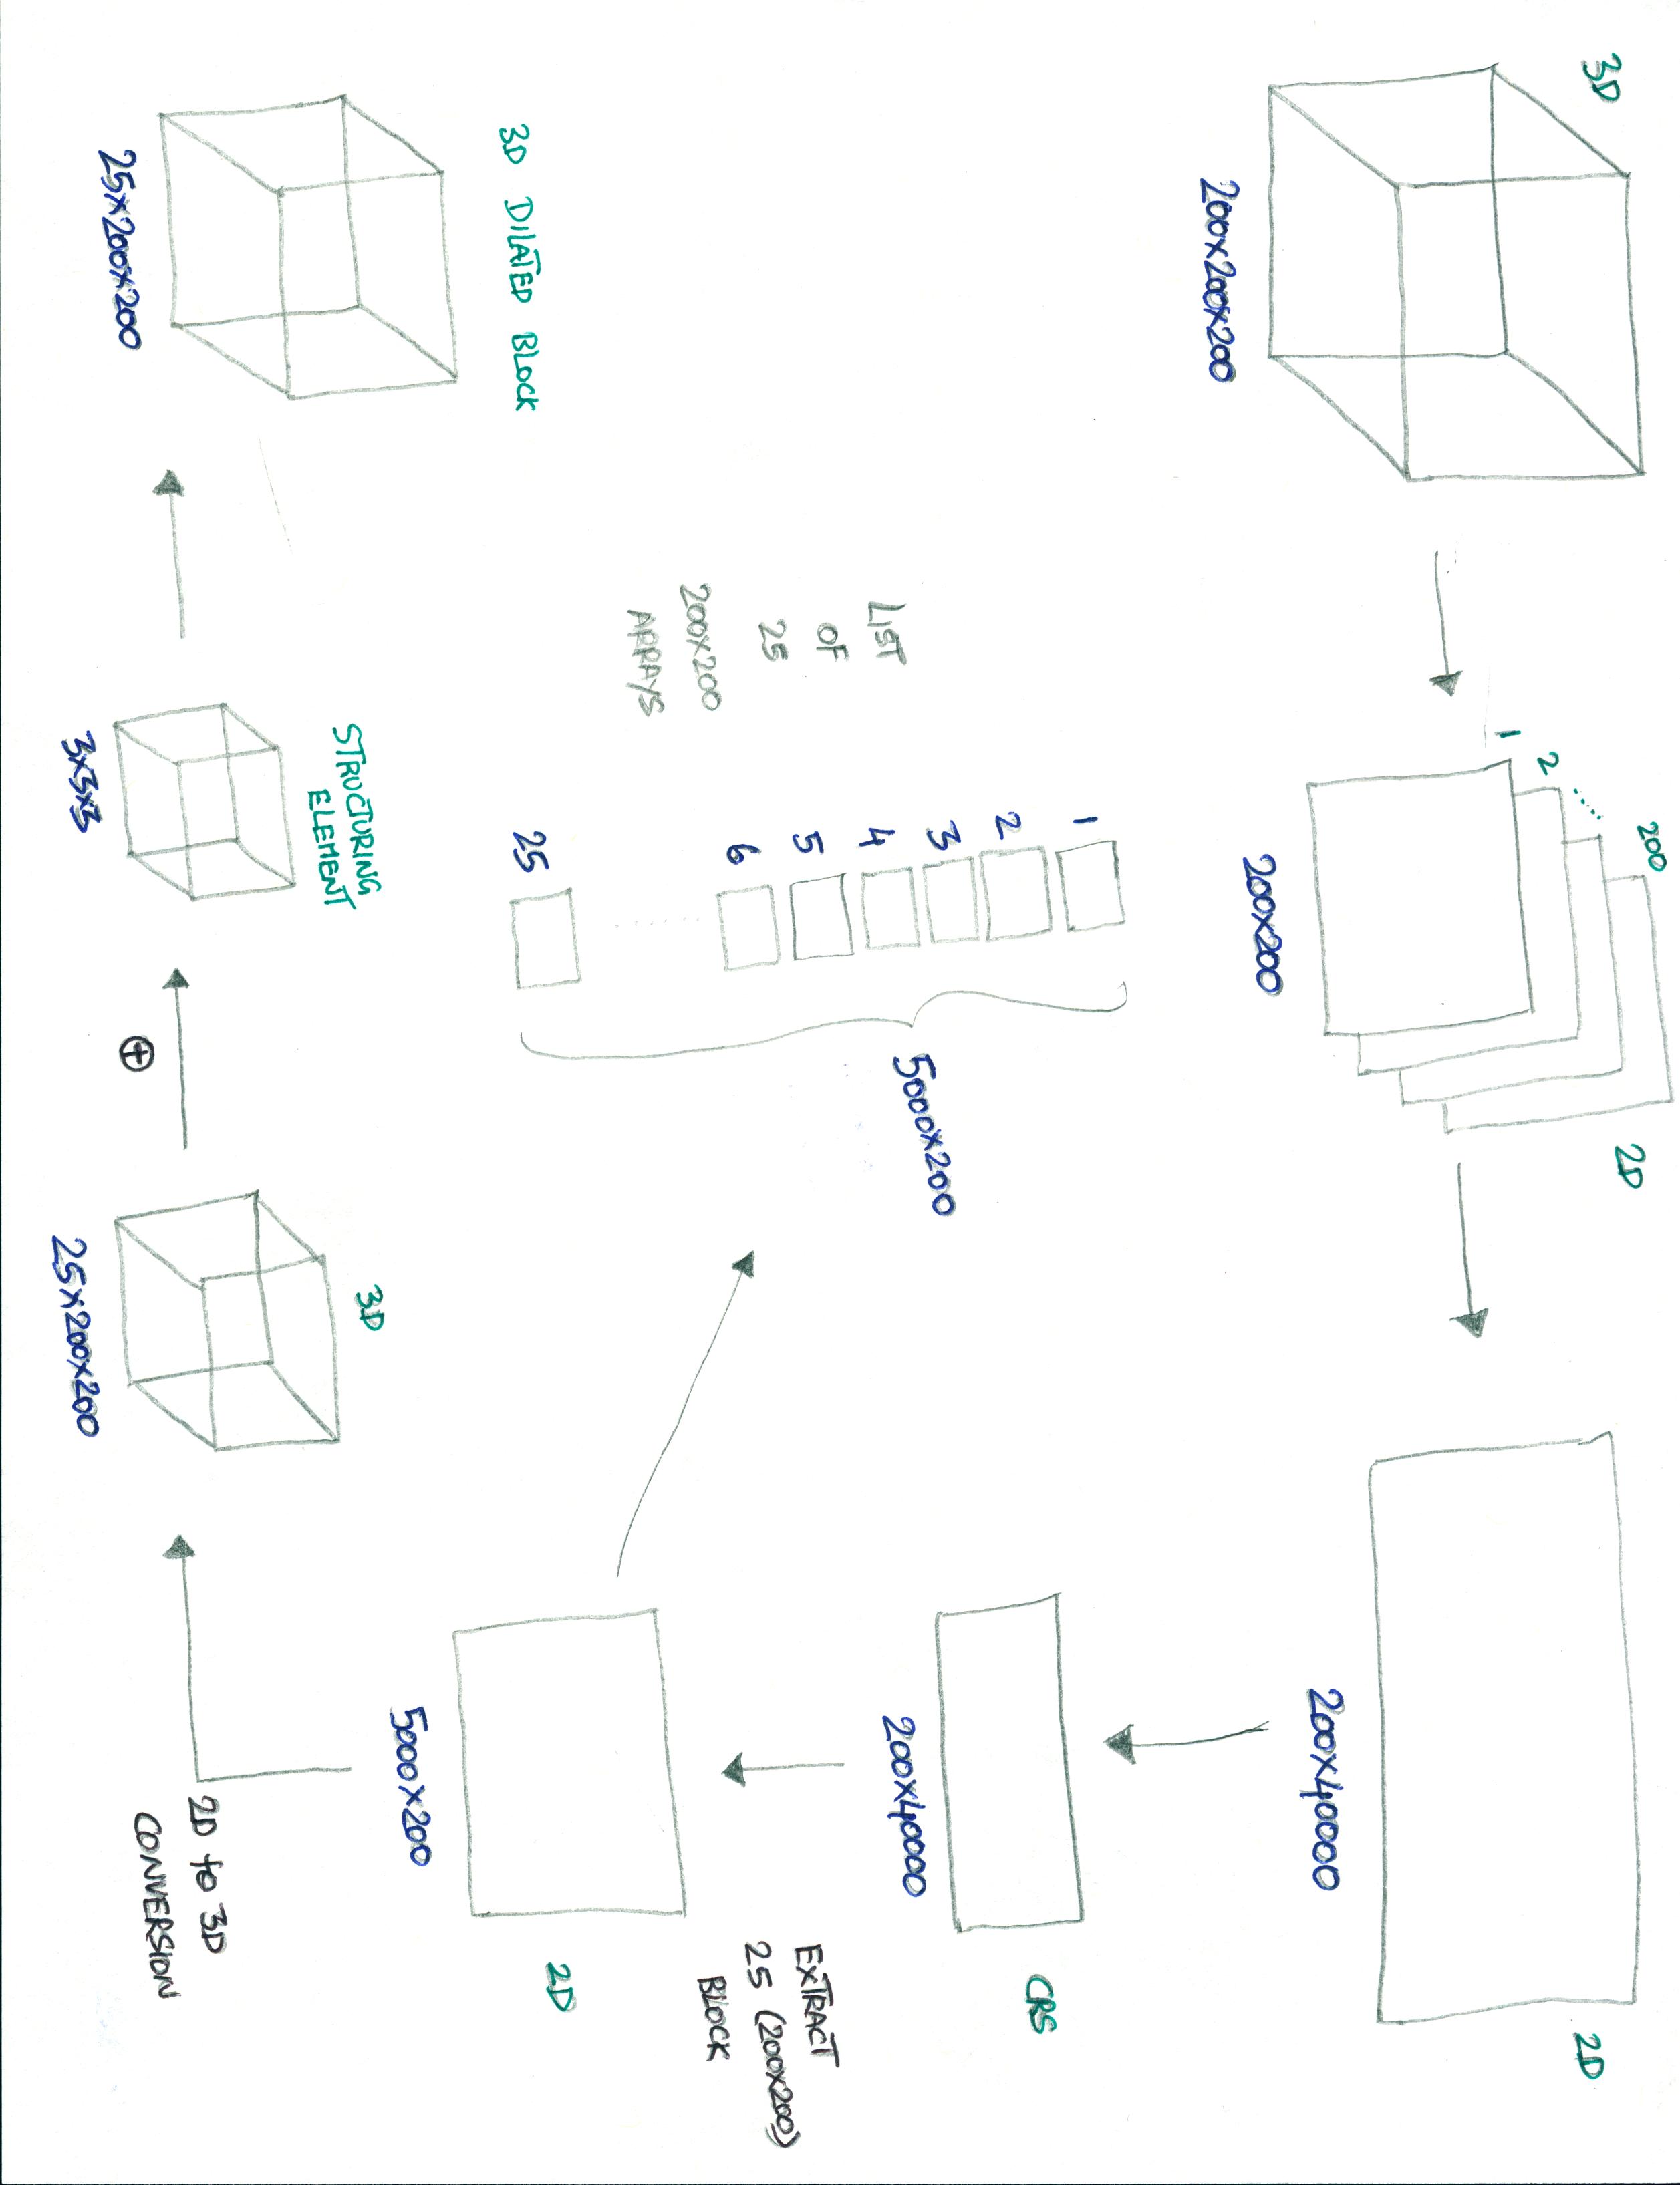 3D
200x200x200
200
2
1
2D
200x200
2D
200x40000
CRS
200x40000
EXTRACT
25 (200x200)
BLOCK
2D
5000x200
1
2
3
4
5
6
25
5000x200
LIST
OF
25
200x200
ARRAYS
2D to 3D
CONVERSION
3D
25x200x200
⊕
STRUCTURING
ELEMENT
3x3x3
3D DILATED BLOCK
25x200x200